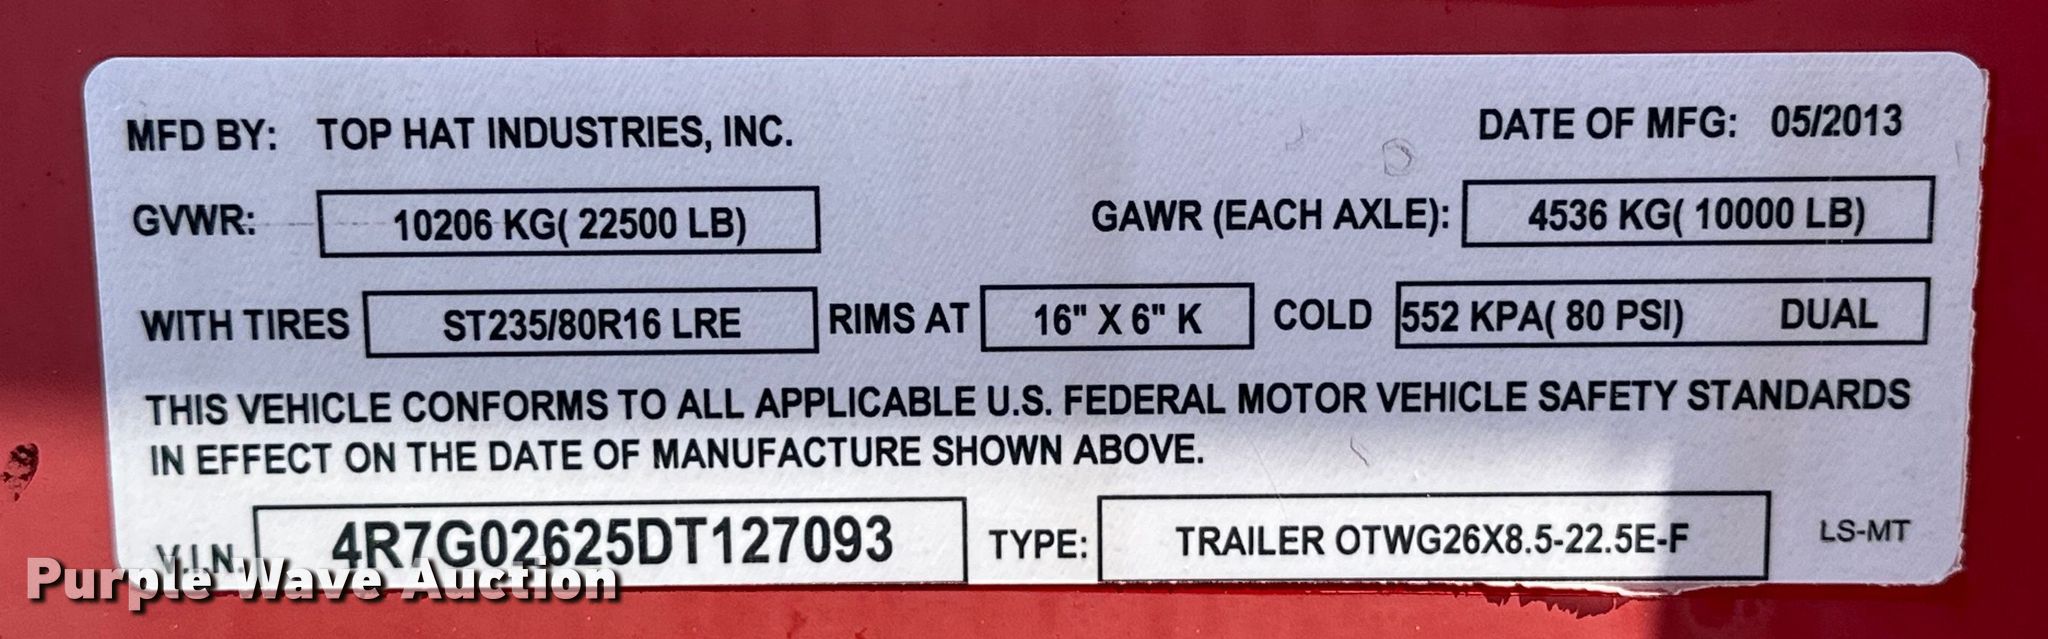 MFD BY: TOP HAT INDUSTRIES, INC. DATE OF MFG: 05/2013
GVWR: 10206 KG( 22500 LB) GAWR (EACH AXLE): 4536 KG( 10000 LB)
WITH TIRES ST235/80R16 LRE RIMS AT 16" X 6" K COLD 552 KPA( 80 PSI) DUAL
THIS VEHICLE CONFORMS TO ALL APPLICABLE U.S. FEDERAL MOTOR VEHICLE SAFETY STANDARDS
IN EFFECT ON THE DATE OF MANUFACTURE SHOWN ABOVE.
V.I.N. 4R7G02625DT127093 TYPE: TRAILER OTWG26X8.5-22.5E-F LS-MT
Purple Wave Auction